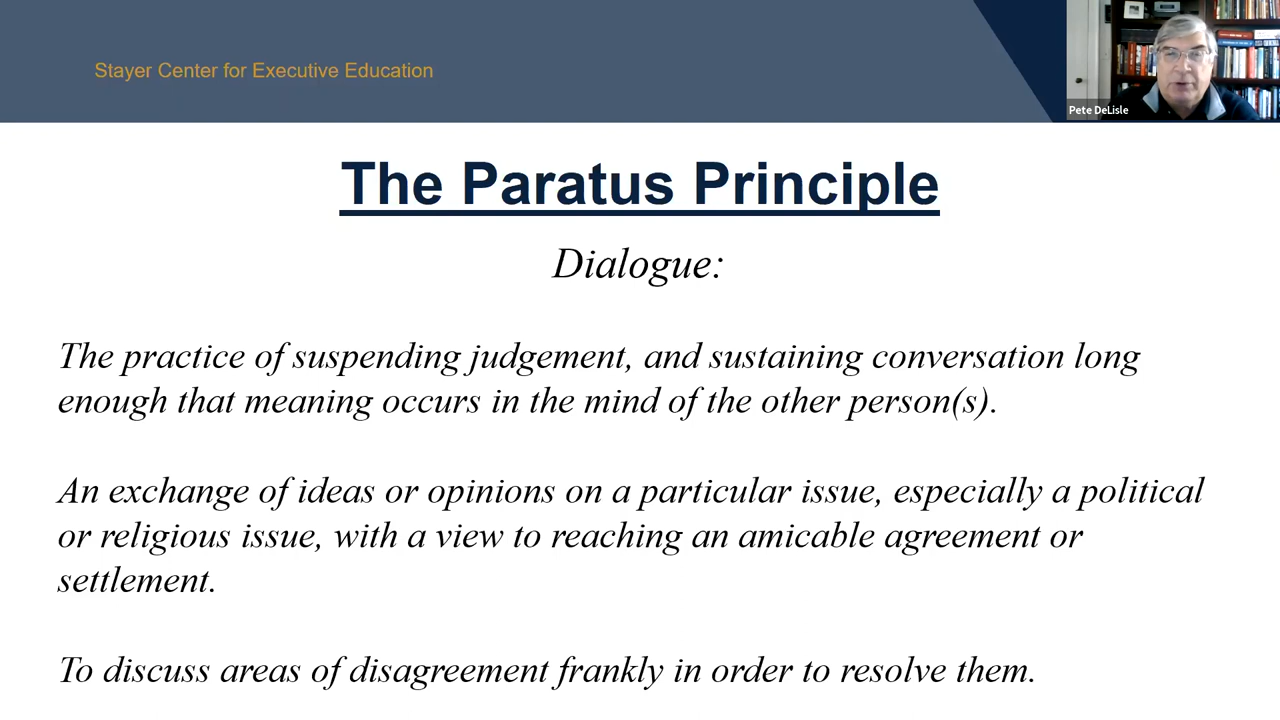 Stayer Center for Executive Education
Pete DeLisle
The Paratus Principle
Dialogue:
The practice of suspending judgement, and sustaining conversation long
enough that meaning occurs in the mind of the other person(s).
An exchange of ideas or opinions on a particular issue, especially a political
or religious issue, with a view to reaching an amicable agreement or
settlement.
To discuss areas of disagreement frankly in order to resolve them.